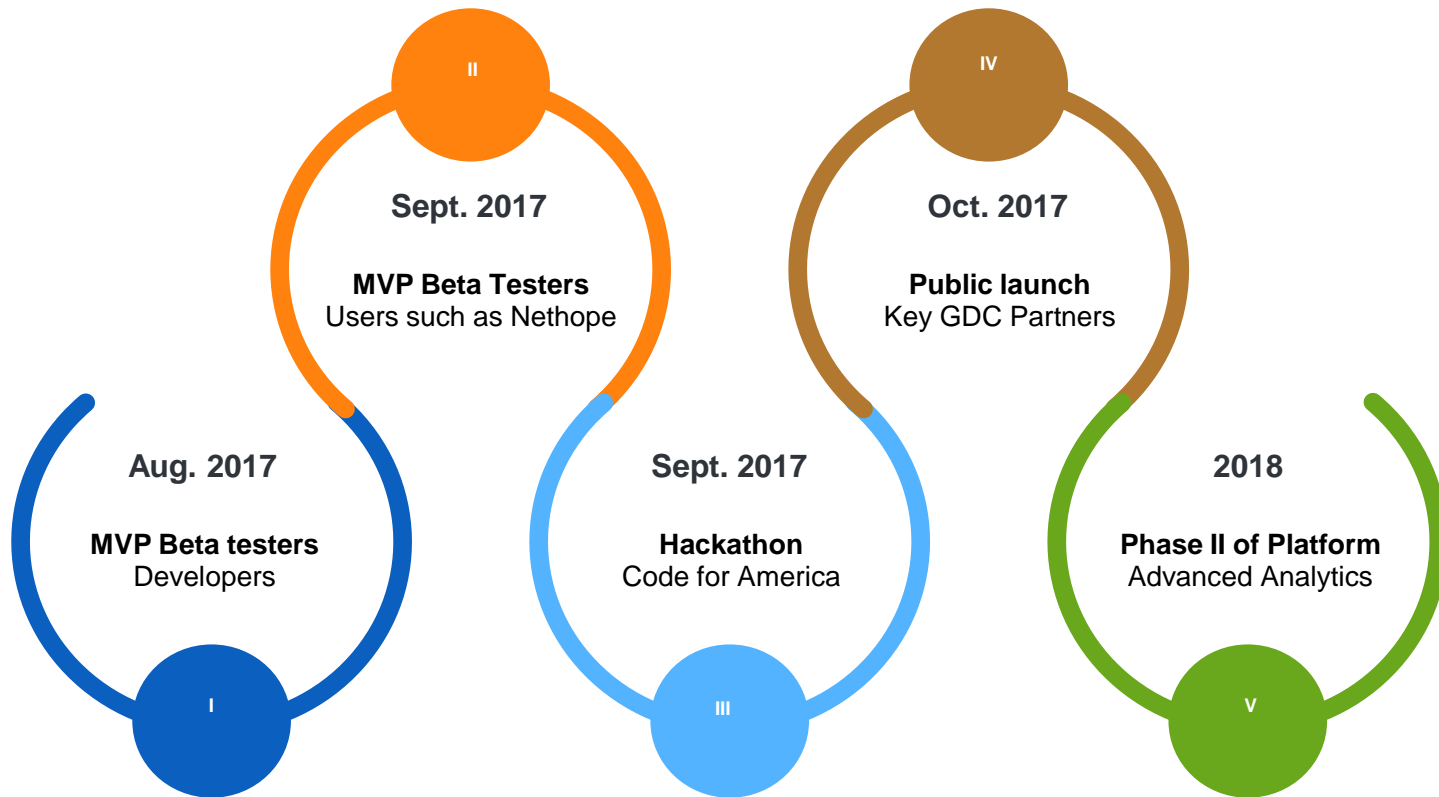 I
Aug. 2017
MVP Beta testers
Developers
II
Sept. 2017
MVP Beta Testers
Users such as Nethope
III
Sept. 2017
Hackathon
Code for America
IV
Oct. 2017
Public launch
Key GDC Partners
V
2018
Phase II of Platform
Advanced Analytics